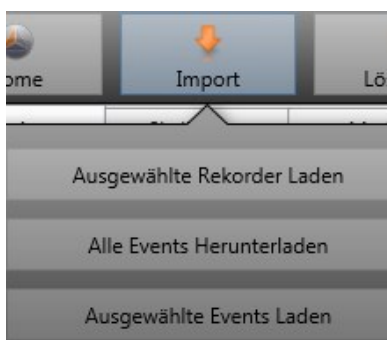 ome Import Lö
Ausgewählte Rekorder Laden
Alle Events Herunterladen
Ausgewählte Events Laden